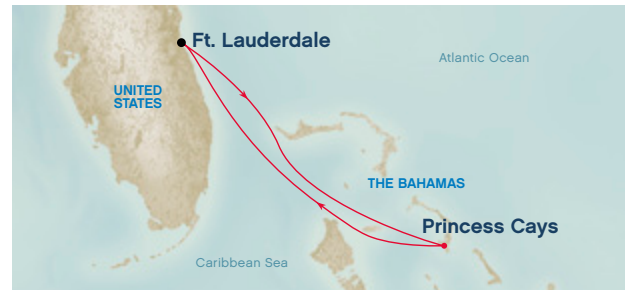 Ft. Lauderdale
Atlantic Ocean
UNITED
STATES
THE BAHAMAS
Princess Cays
Caribbean Sea